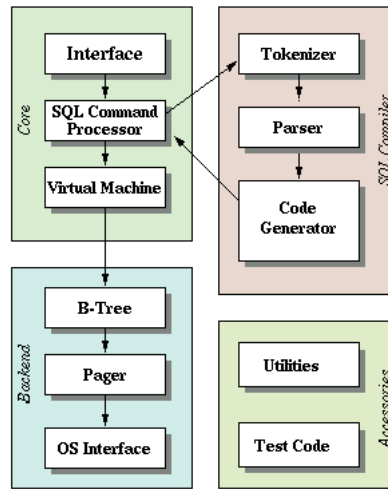 Core
Interface
SQL Command
Processor
Virtual Machine
SQL Compiler
Tokenizer
Parser
Code
Generator
Backend
B-Tree
Pager
OS Interface
Accessories
Utilities
Test Code